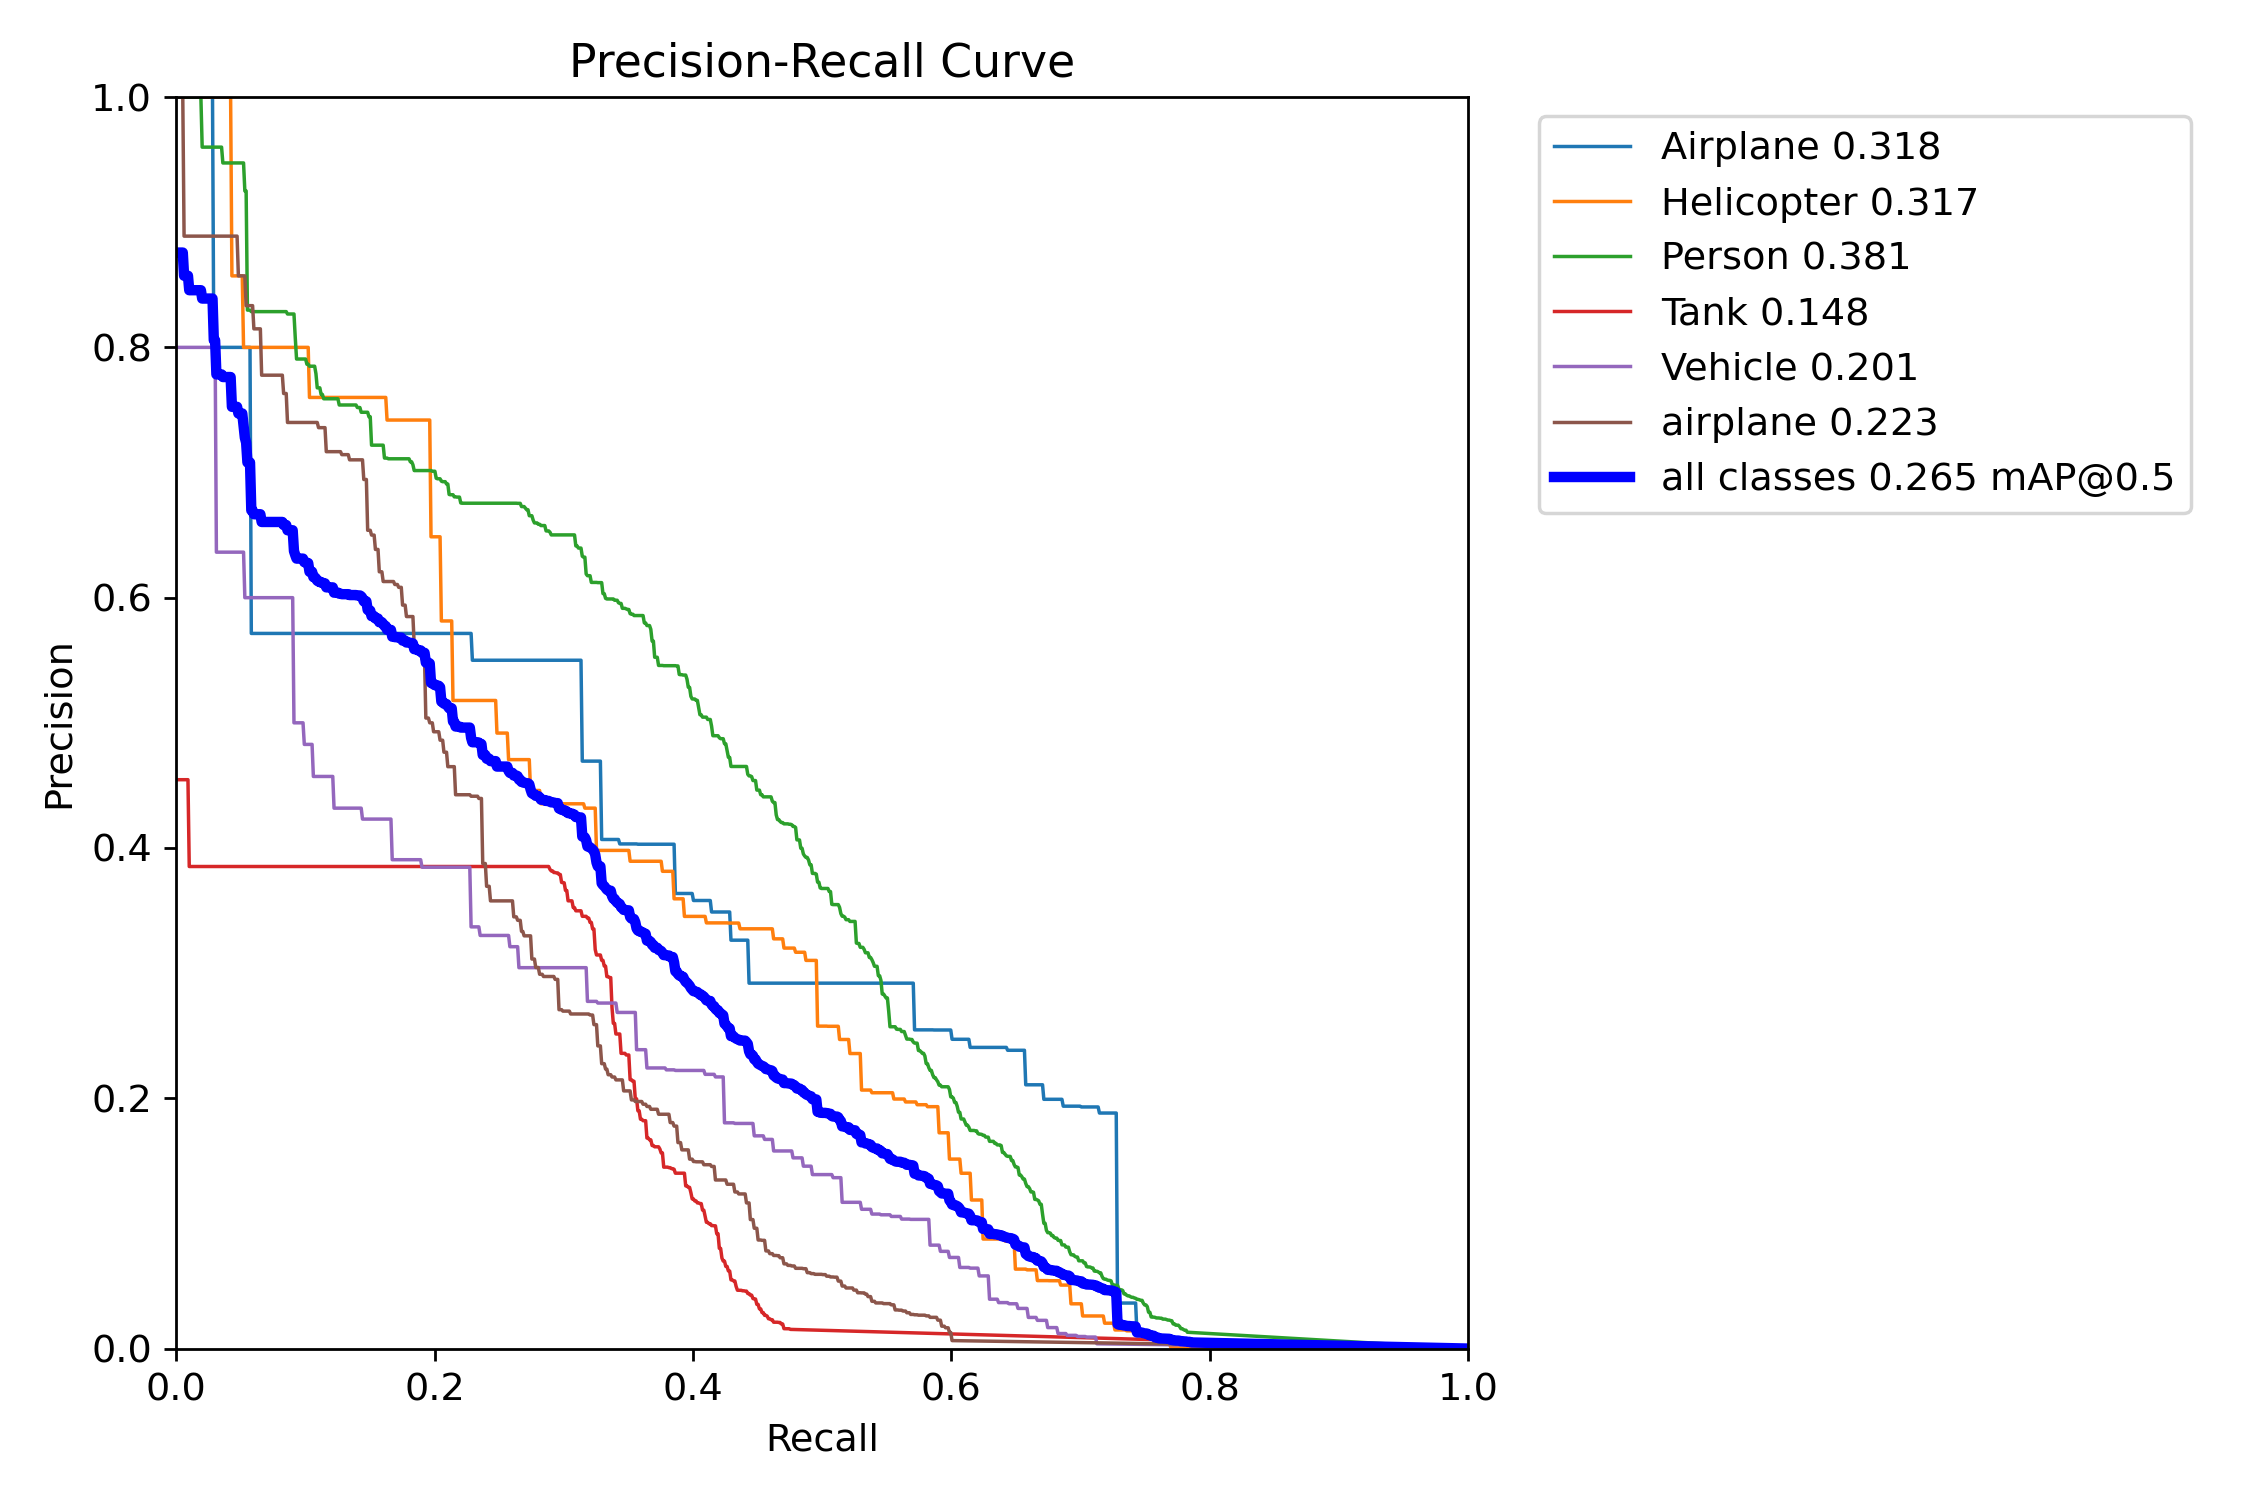 Precision-Recall Curve
1.0
0.8
0.6
0.4
0.2
0.0
Precision
0.0 0.2 0.4 0.6 0.8 1.0
Recall
Airplane 0.318
Helicopter 0.317
Person 0.381
Tank 0.148
Vehicle 0.201
airplane 0.223
all classes 0.265 mAP@0.5